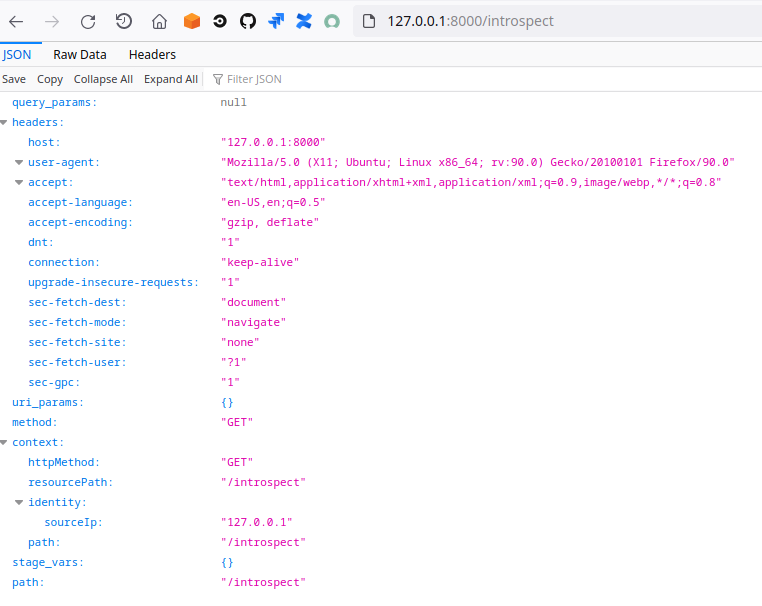 127.0.0.1:8000/introspect
JSON Raw Data Headers
Save Copy Collapse All Expand All Filter JSON
query_params: null
headers:
host: "127.0.0.1:8000"
user-agent: "Mozilla/5.0 (X11; Ubuntu; Linux x86_64; rv:90.0) Gecko/20100101 Firefox/90.0"
accept: "text/html,application/xhtml+xml,application/xml;q=0.9,image/webp,*/*;q=0.8"
accept-language: "en-US,en;q=0.5"
accept-encoding: "gzip, deflate"
dnt: "1"
connection: "keep-alive"
upgrade-insecure-requests: "1"
sec-fetch-dest: "document"
sec-fetch-mode: "navigate"
sec-fetch-site: "none"
sec-fetch-user: "?1"
sec-gpc: "1"
uri_params: {}
method: "GET"
context:
httpMethod: "GET"
resourcePath: "/introspect"
identity:
sourceIp: "127.0.0.1"
path: "/introspect"
stage_vars: {}
path: "/introspect"